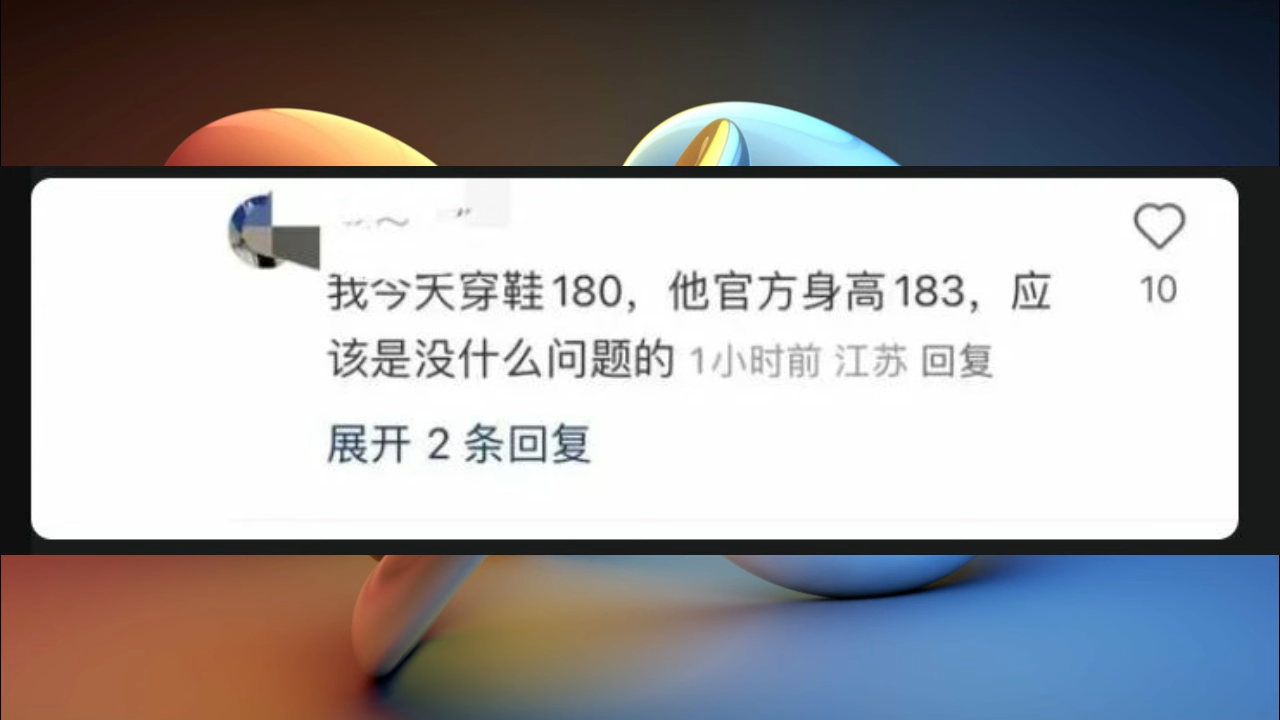 我今天穿鞋180，他官方身高183，应
10
该是没什么问题的 1小时前 江苏 回复
展开 2 条回复